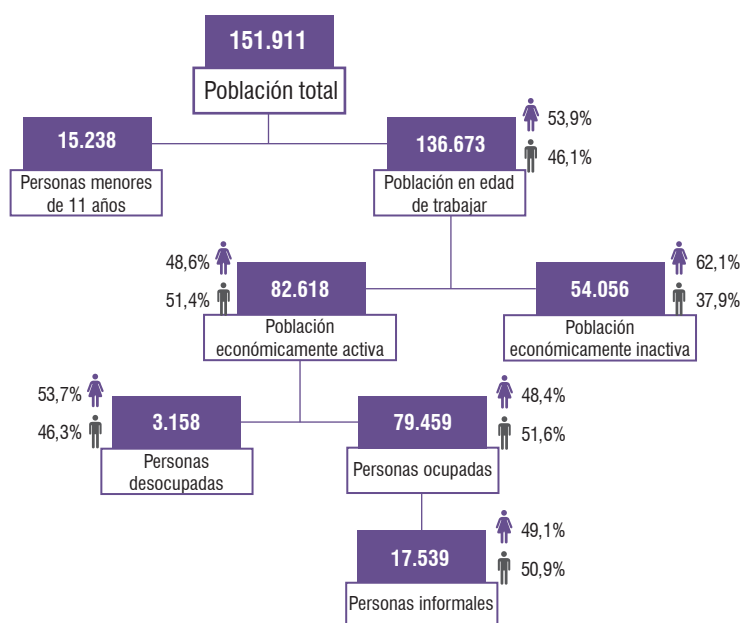 151.911
Población total
15.238
Personas menores
de 11 años
136.673
Población en edad
de trabajar
53,9%
46,1%
48,6%
51,4%
82.618
Población
económicamente activa
54.056
Población
económicamente inactiva
62,1%
37,9%
53,7%
46,3%
3.158
Personas
desocupadas
79.459
Personas ocupadas
48,4%
51,6%
17.539
Personas informales
49,1%
50,9%